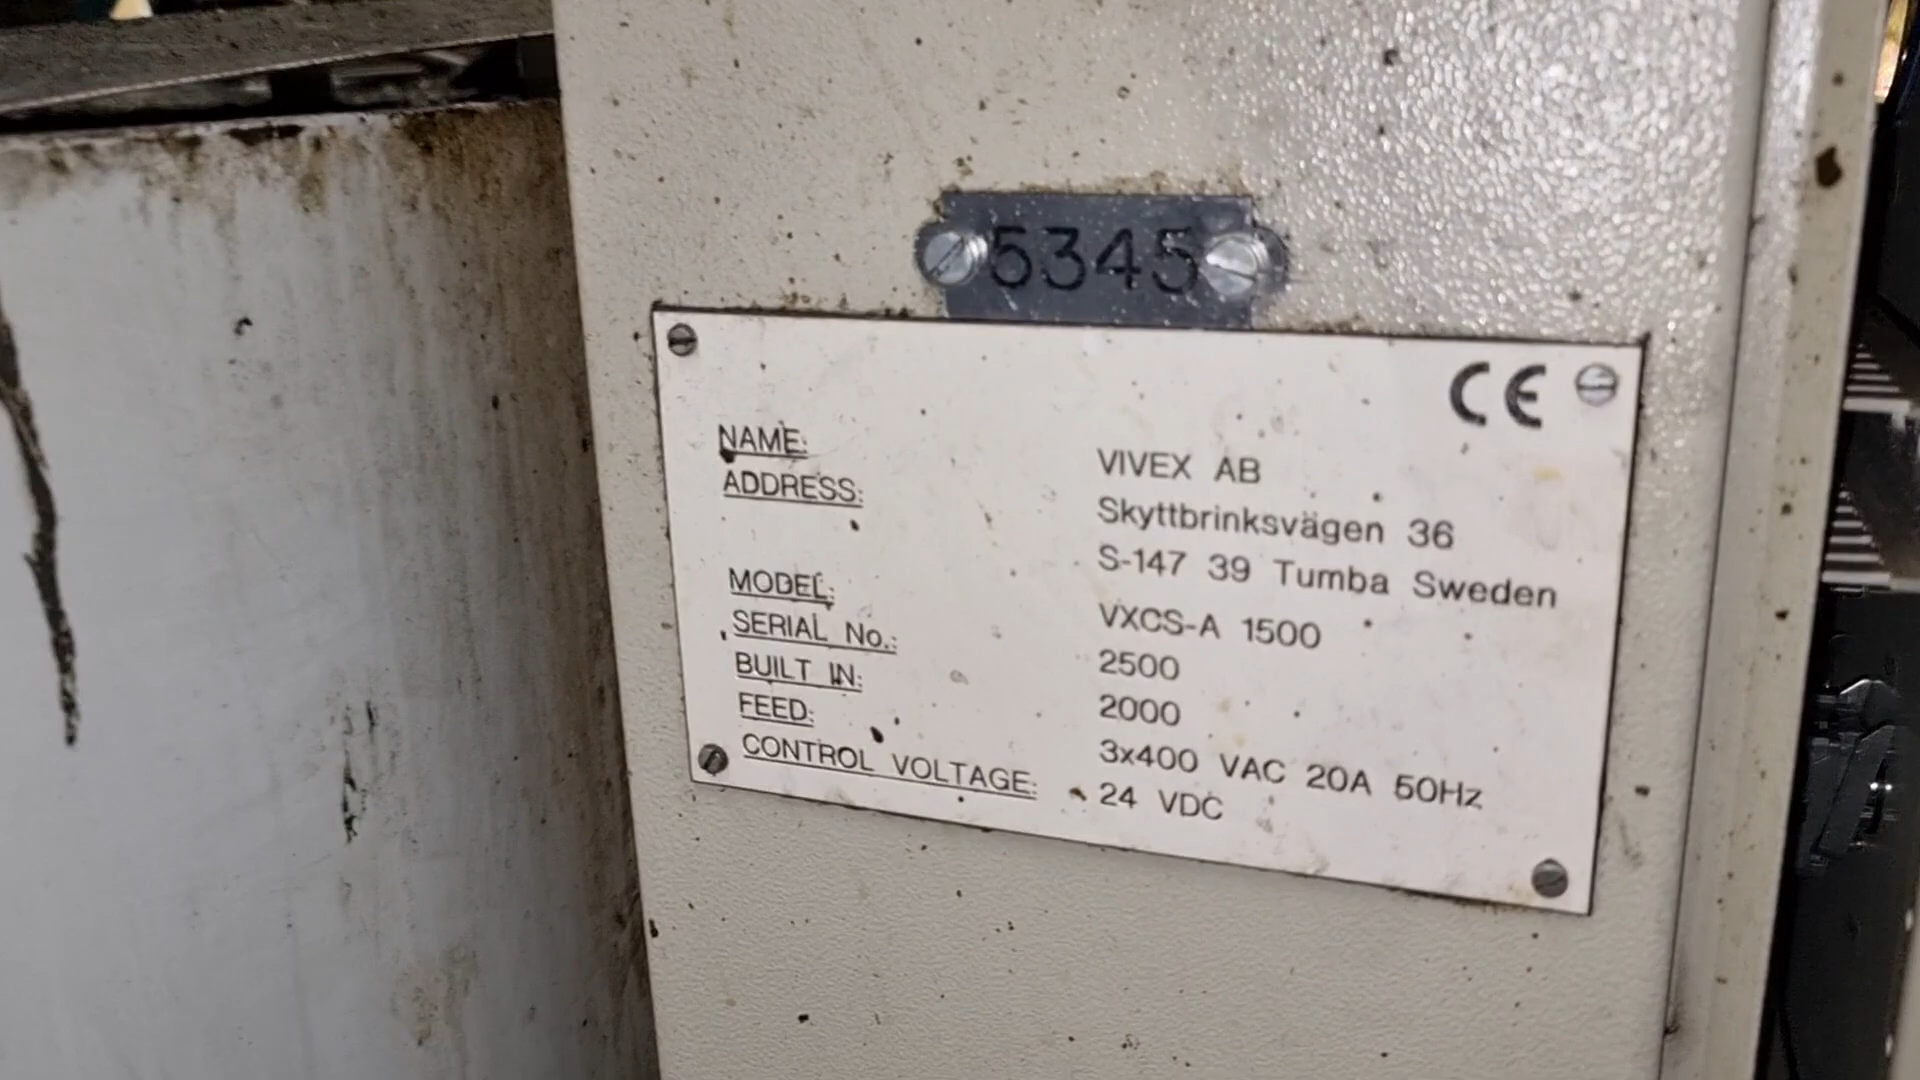 5345
CE
NAME: VIVEX AB
ADDRESS: Skyttbrinksvägen 36
S-147 39 Tumba Sweden
MODEL: VXCS-A 1500
SERIAL No.: 2500
BUILT IN: 2000
FEED: 3x400 VAC 20A 50Hz
CONTROL VOLTAGE: 24 VDC